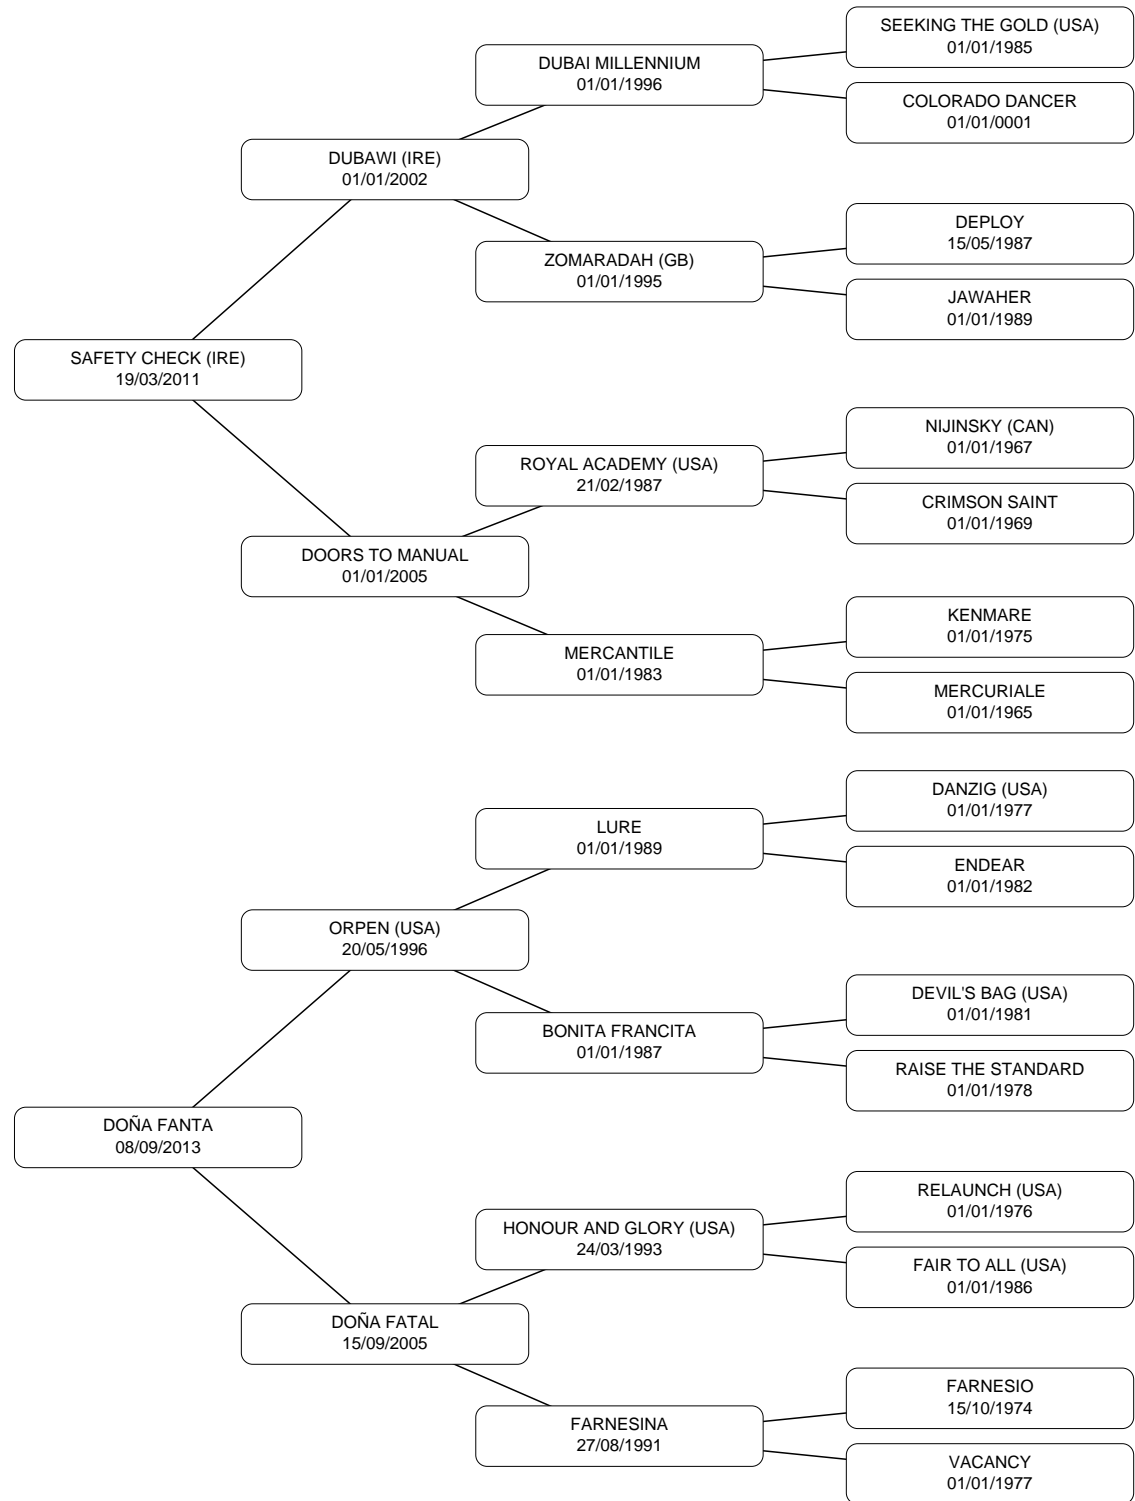 SEEKING THE GOLD (USA)
01/01/1985
DUBAI MILLENNIUM
01/01/1996
COLORADO DANCER
01/01/0001
DUBAWI (IRE)
01/01/2002
DEPLOY
15/05/1987
ZOMARADAH (GB)
01/01/1995
JAWAHER
01/01/1989
SAFETY CHECK (IRE)
19/03/2011
NIJINSKY (CAN)
01/01/1967
ROYAL ACADEMY (USA)
21/02/1987
CRIMSON SAINT
01/01/1969
DOORS TO MANUAL
01/01/2005
KENMARE
01/01/1975
MERCANTILE
01/01/1983
MERCURIALE
01/01/1965
DANZIG (USA)
01/01/1977
LURE
01/01/1989
ENDEAR
01/01/1982
ORPEN (USA)
20/05/1996
DEVIL'S BAG (USA)
01/01/1981
BONITA FRANCITA
01/01/1987
RAISE THE STANDARD
01/01/1978
DOÑA FANTA
08/09/2013
RELAUNCH (USA)
01/01/1976
HONOUR AND GLORY (USA)
24/03/1993
FAIR TO ALL (USA)
01/01/1986
DOÑA FATAL
15/09/2005
FARNESIO
15/10/1974
FARNESINA
27/08/1991
VACANCY
01/01/1977